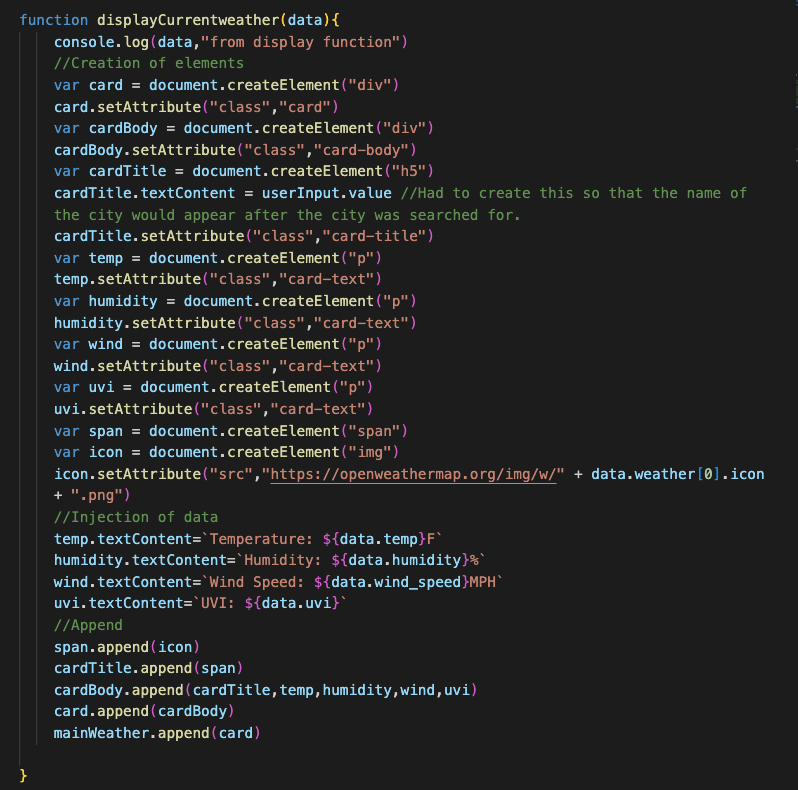 function displayCurrentweather(data){
console.log(data,"from display function")
//Creation of elements
var card = document.createElement("div")
card.setAttribute("class","card")
var cardBody = document.createElement("div")
cardBody.setAttribute("class","card-body")
var cardTitle = document.createElement("h5")
cardTitle.textContent = userInput.value //Had to create this so that the name of
the city would appear after the city was searched for.
cardTitle.setAttribute("class","card-title")
var temp = document.createElement("p")
temp.setAttribute("class","card-text")
var humidity = document.createElement("p")
humidity.setAttribute("class","card-text")
var wind = document.createElement("p")
wind.setAttribute("class","card-text")
var uvi = document.createElement("p")
uvi.setAttribute("class","card-text")
var span = document.createElement("span")
var icon = document.createElement("img")
icon.setAttribute("src","https://openweathermap.org/img/w/" + data.weather[0].icon
+ ".png")
//Injection of data
temp.textContent=`Temperature: ${data.temp}F`
humidity.textContent=`Humidity: ${data.humidity}%`
wind.textContent=`Wind Speed: ${data.wind_speed}MPH`
uvi.textContent=`UVI: ${data.uvi}`
//Append
span.append(icon)
cardTitle.append(span)
cardBody.append(cardTitle,temp,humidity,wind,uvi)
card.append(cardBody)
mainWeather.append(card)
}